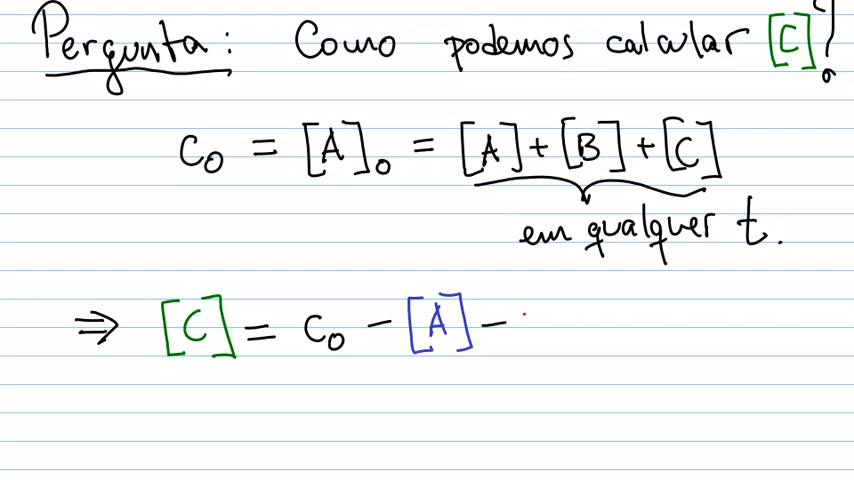 Pergunta: Como podemos calcular [C]?
C₀ = [A]₀ = [A] + [B] + [C]
em qualquer t.
⇒ [C] = C₀ − [A] −